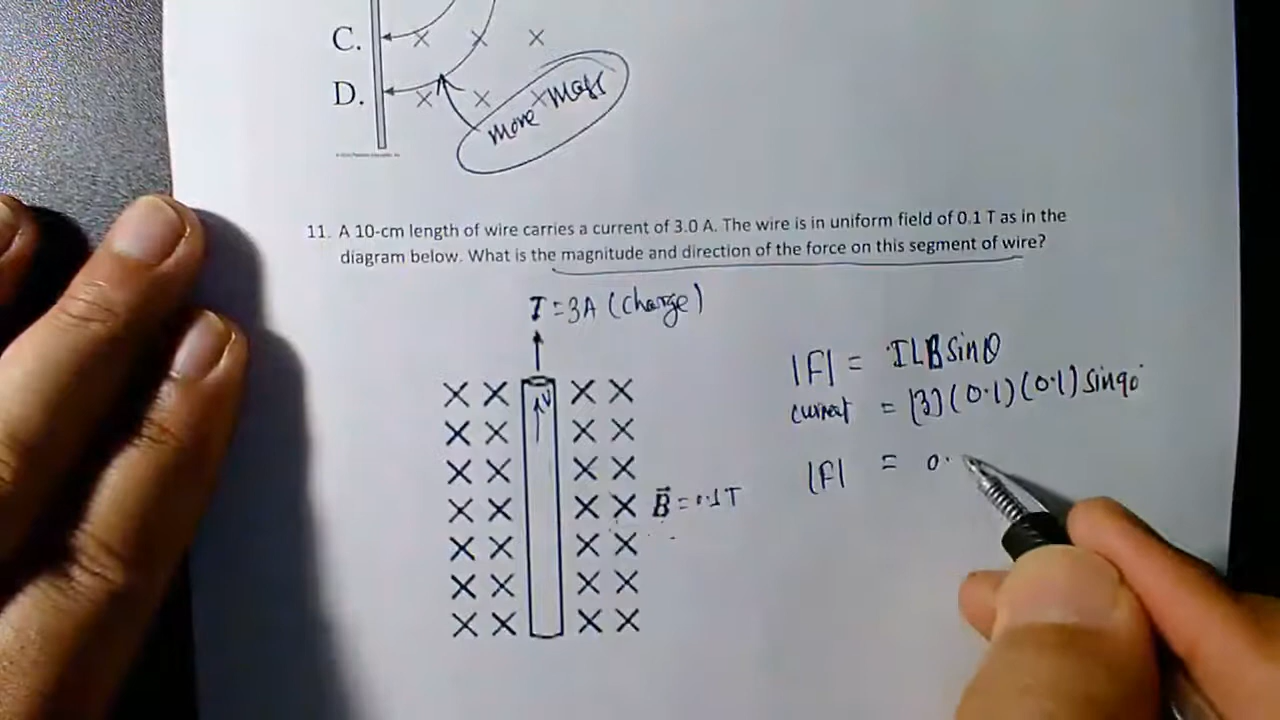 C.
D.
More mass
11. A 10-cm length of wire carries a current of 3.0 A. The wire is in uniform field of 0.1 T as in the
diagram below. What is the magnitude and direction of the force on this segment of wire?
I = 3A (charge)
V
B = 0.1T
|F| = ILBSinθ
current = (3)(0.1)(0.1)Sin90°
|F| = 0.